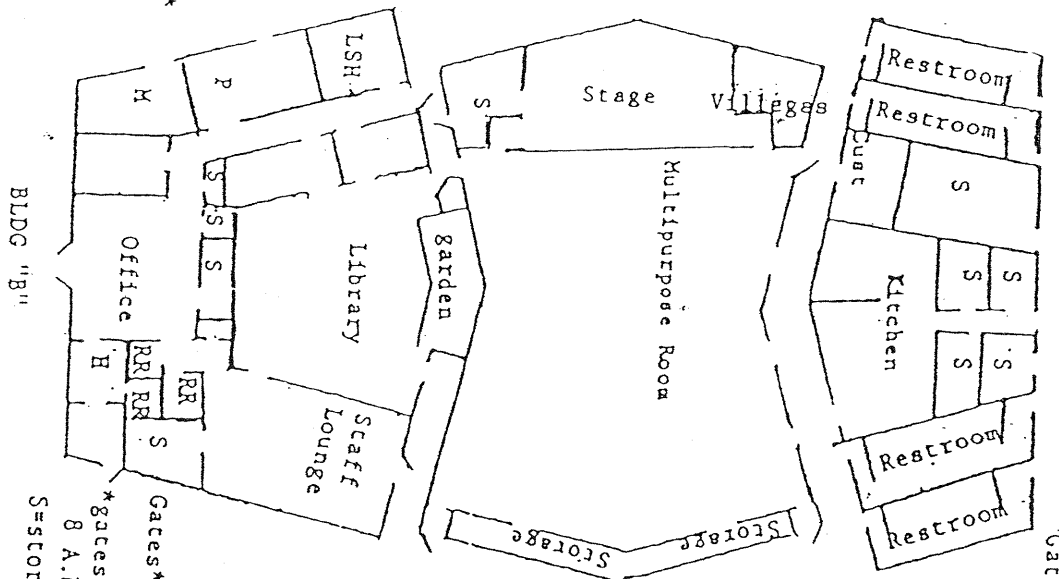 *
Restroom
Restroom
Cust
S
S
S
Kitchen
S
S
Restroom
Restroom
Stage
Villegas
S
Multipurpose Room
Storage
Storage
LSH
P
M
garden
S
S
S
Library
Office
H
RR
RR
RR
S
Staff
Lounge
BLDG "B"
Gates*
*gates
8 A.